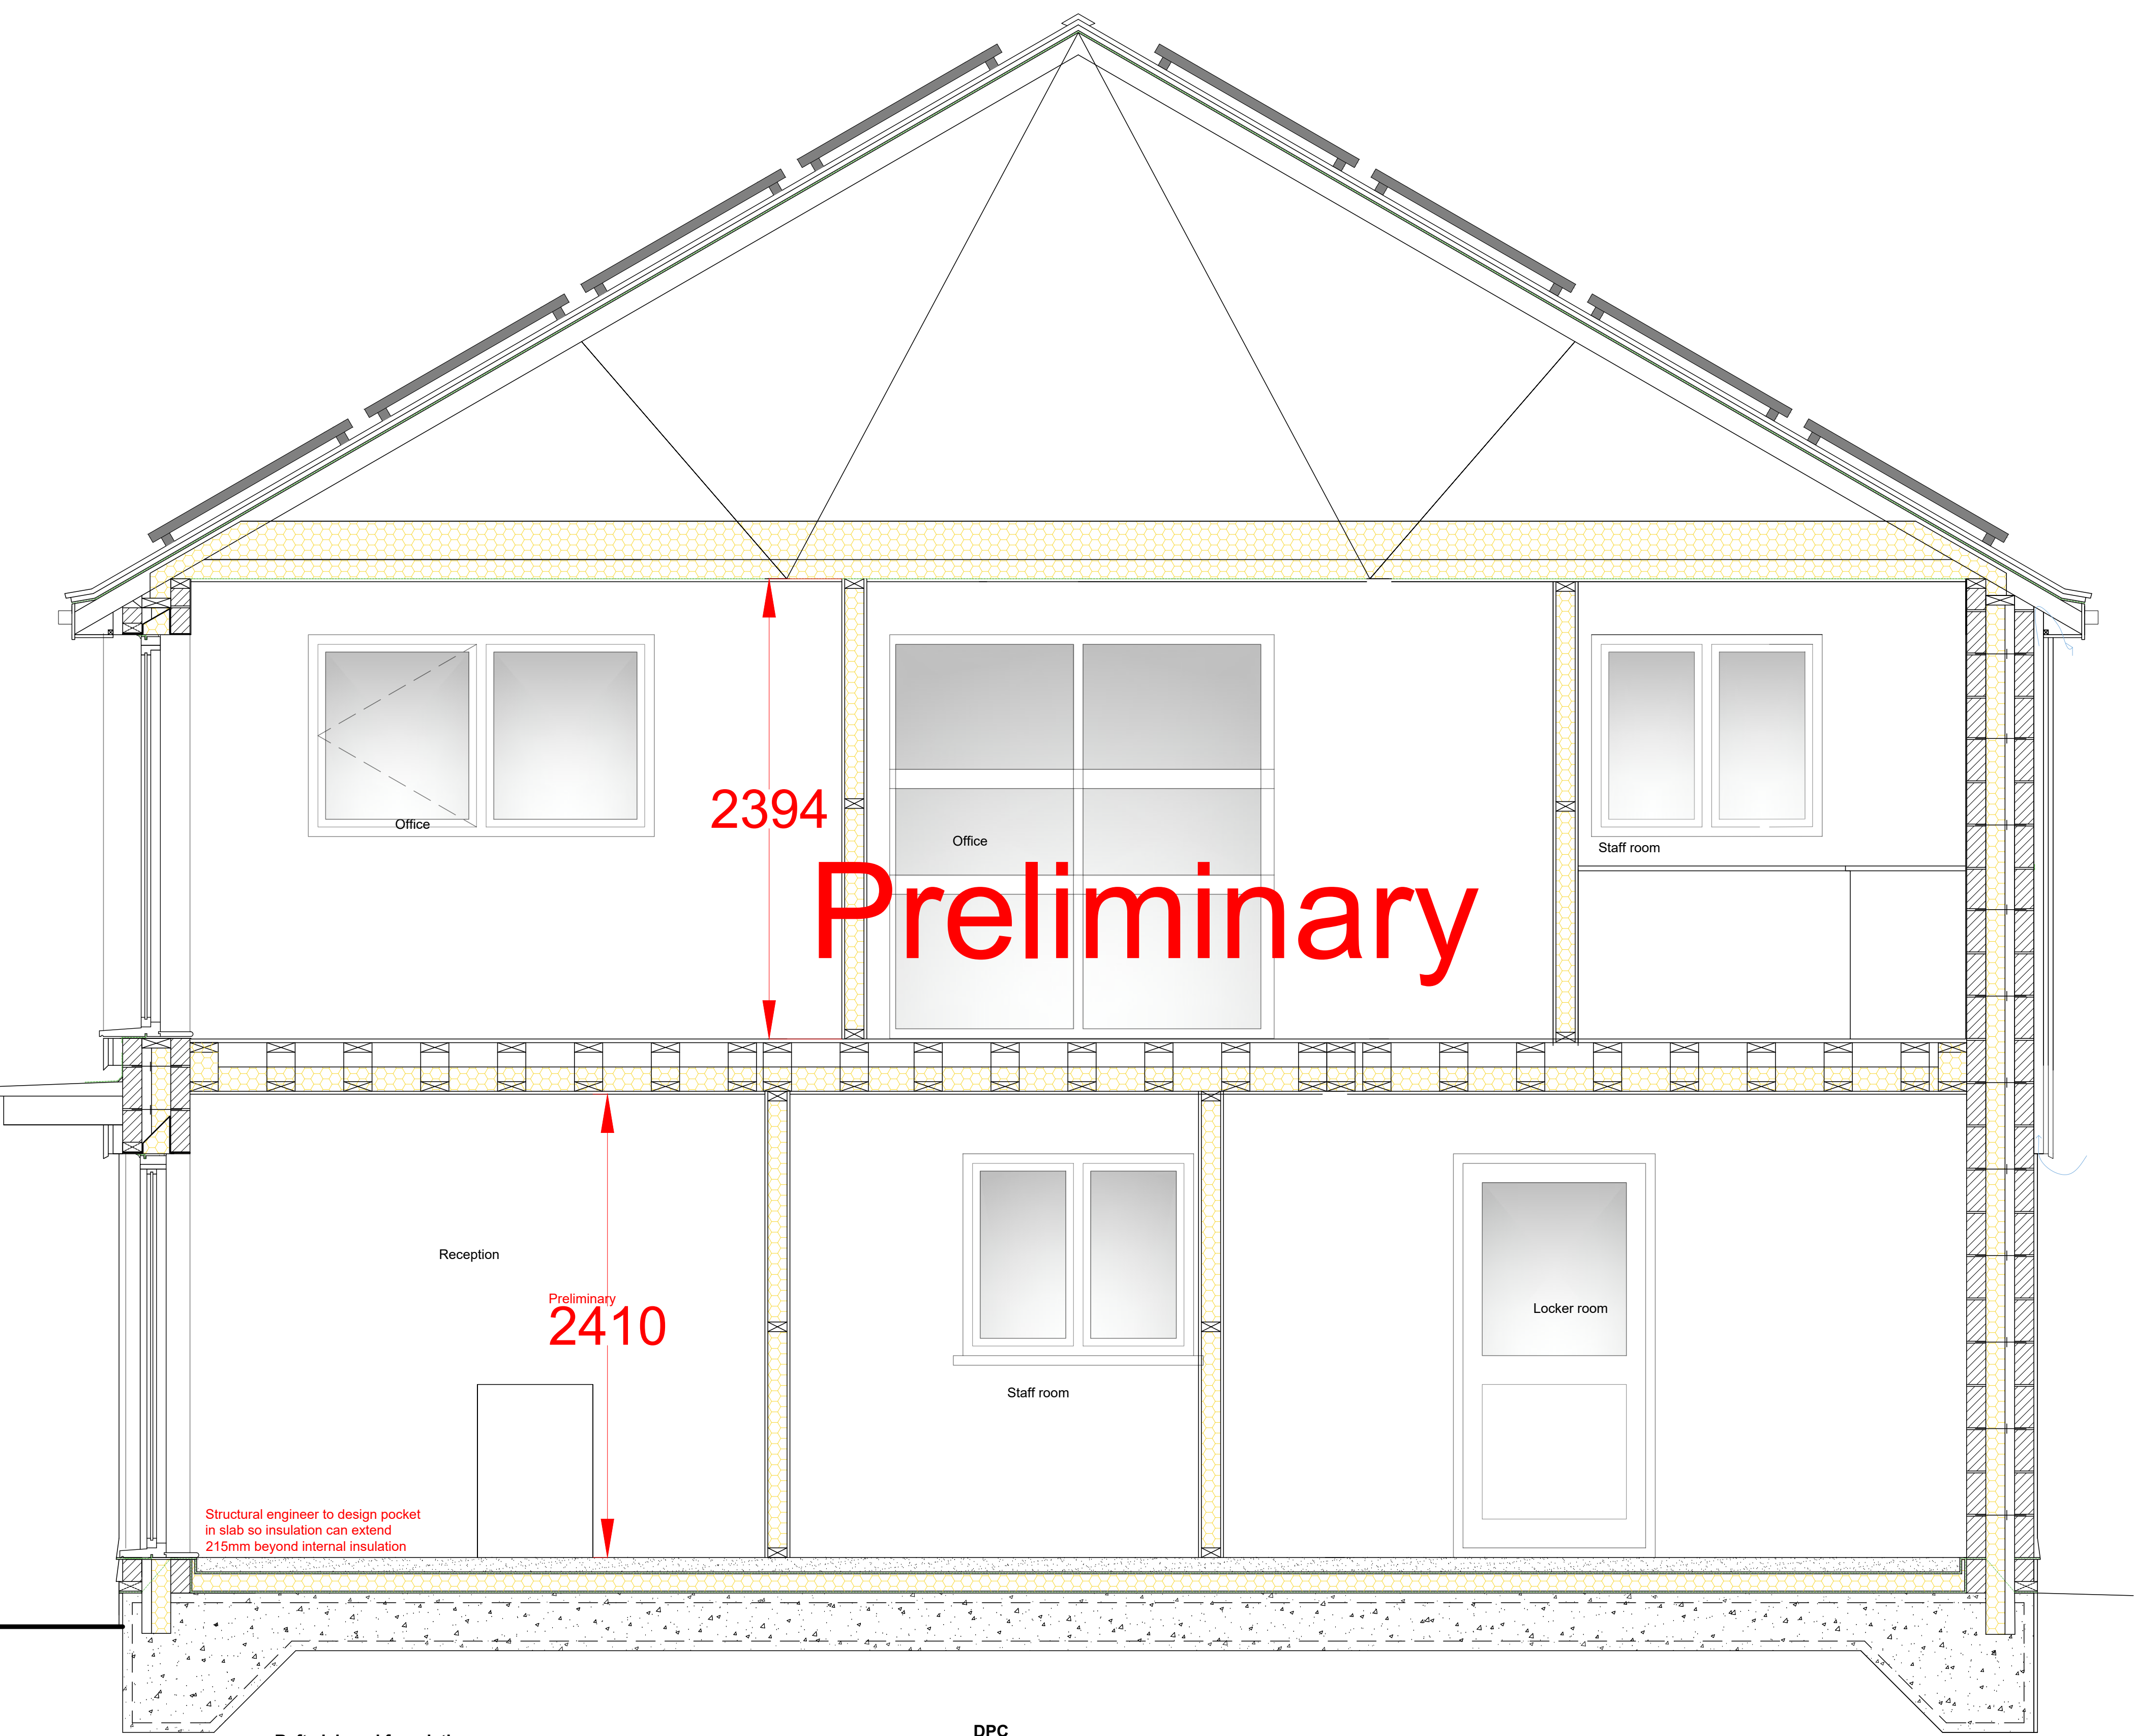 Office
2394
Office
Staff room
Preliminary
Reception
Preliminary
2410
Locker room
Staff room
Structural engineer to design pocket
in slab so insulation can extend
215mm beyond internal insulation
DPC